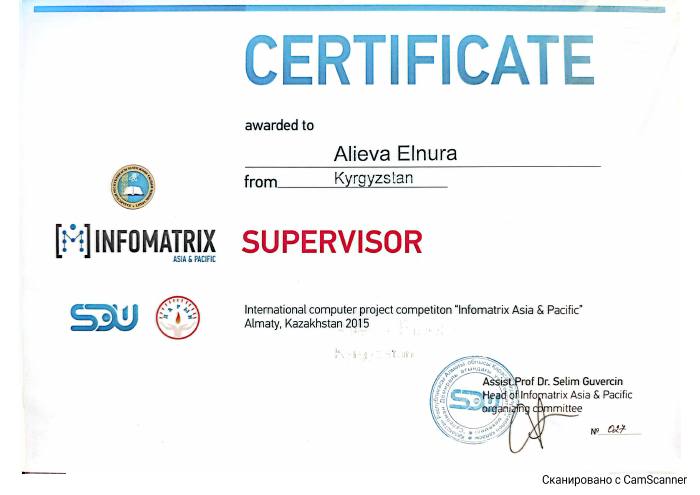 CERTIFICATE
awarded to
Alieva Elnura
from Kyrgyzstan
[M] INFOMATRIX
ASIA & PACIFIC
SUPERVISOR
SDU
International computer project competiton "Infomatrix Asia & Pacific"
Almaty, Kazakhstan 2015
Kyrgyzstan
Assist.Prof Dr. Selim Guvercin
Head of Infomatrix Asia & Pacific
organizing committee
SDU
№ 027
Сканировано с CamScanner